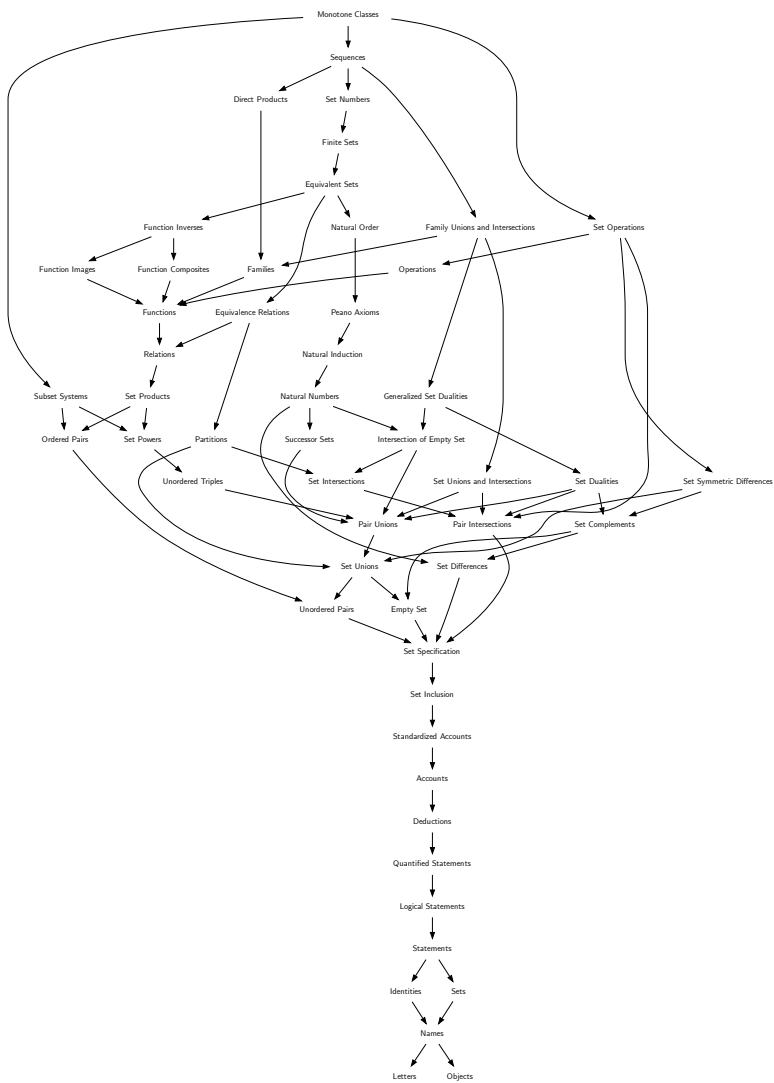 Monotone Classes
Sequences
Direct Products
Set Numbers
Finite Sets
Equivalent Sets
Function Inverses
Natural Order
Family Unions and Intersections
Set Operations
Function Images
Function Composites
Families
Operations
Functions
Equivalence Relations
Peano Axioms
Relations
Natural Induction
Subset Systems
Set Products
Natural Numbers
Generalized Set Dualities
Ordered Pairs
Set Powers
Partitions
Successor Sets
Intersection of Empty Set
Unordered Triples
Set Intersections
Set Unions and Intersections
Set Dualities
Set Symmetric Differences
Pair Unions
Pair Intersections
Set Complements
Set Unions
Set Differences
Unordered Pairs
Empty Set
Set Specification
Set Inclusion
Standardized Accounts
Accounts
Deductions
Quantified Statements
Logical Statements
Statements
Identities
Sets
Names
Letters
Objects